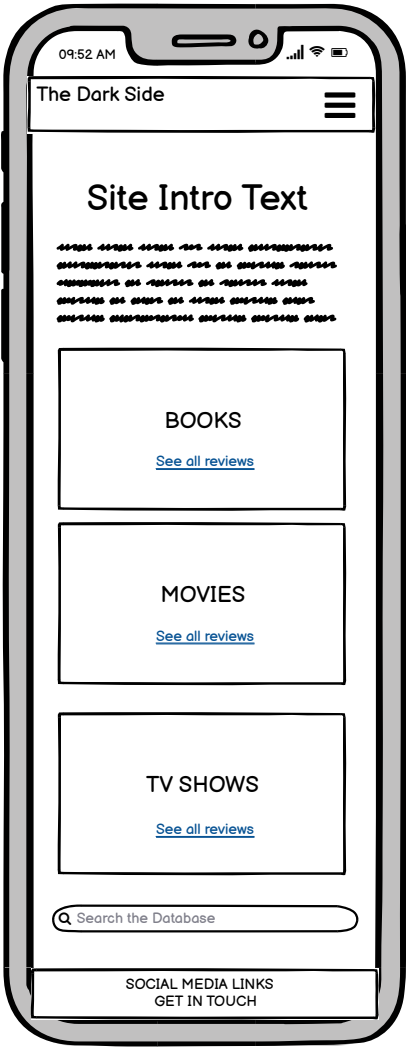 09:52 AM
The Dark Side
Site Intro Text
BOOKS
See all reviews
MOVIES
See all reviews
TV SHOWS
See all reviews
Search the Database
SOCIAL MEDIA LINKS
GET IN TOUCH